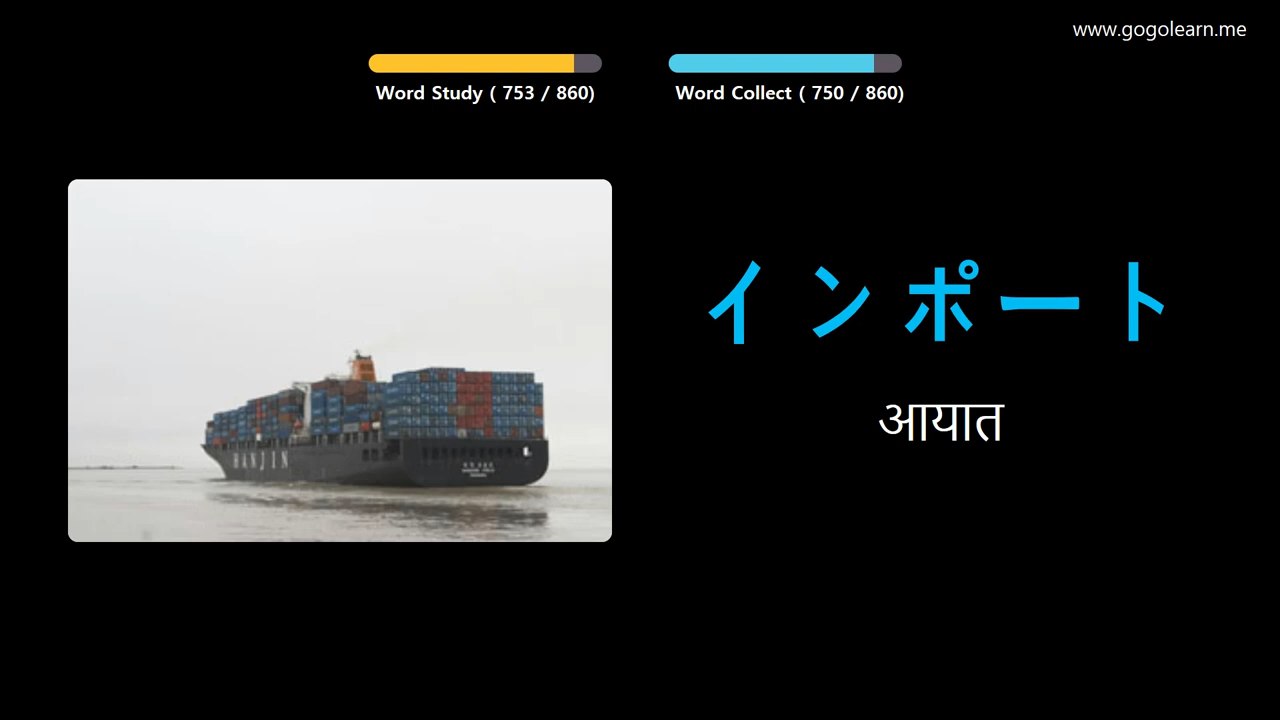 www.gogolearn.me
Word Study ( 753 / 860)
Word Collect ( 750 / 860)
インポート
आयात
HANJIN